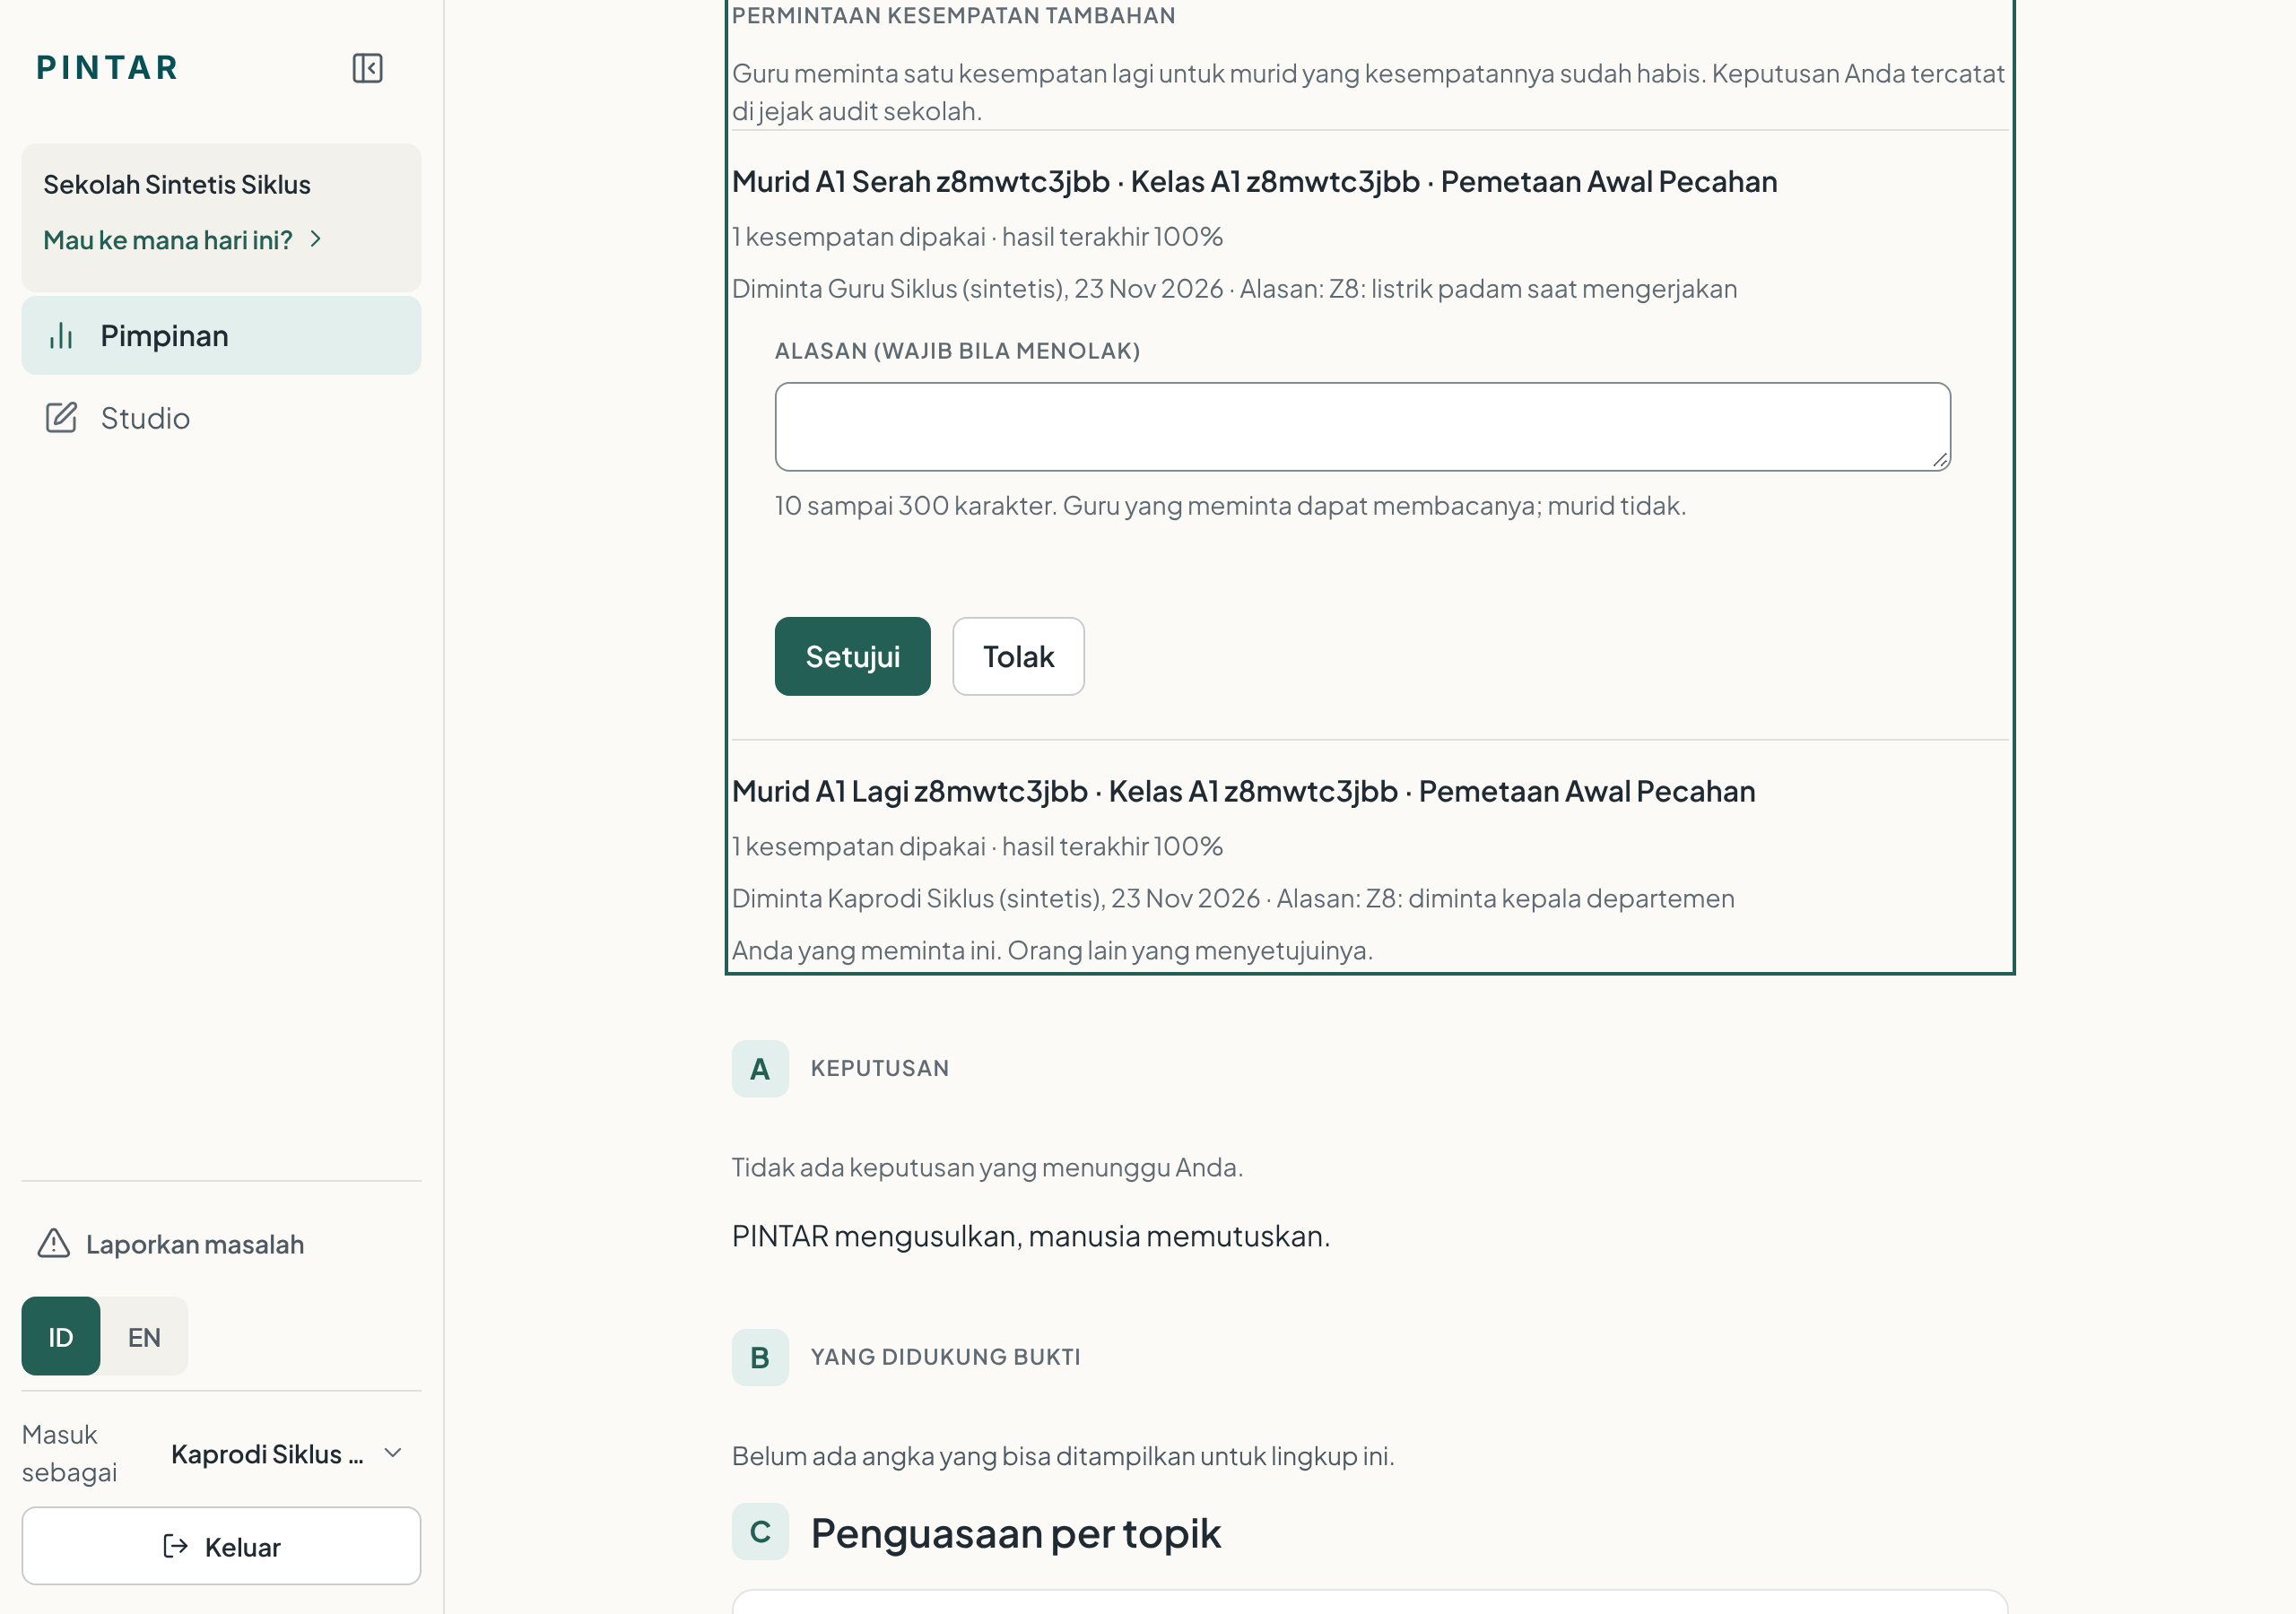 PINTAR
Sekolah Sintetis Siklus
Mau ke mana hari ini?
Pimpinan
Studio
Laporkan masalah
ID
EN
Masuk
sebagai
Kaprodi Siklus ...
Keluar
PERMINTAAN KESEMPATAN TAMBAHAN
Guru meminta satu kesempatan lagi untuk murid yang kesempatannya sudah habis. Keputusan Anda tercatat
di jejak audit sekolah.
Murid A1 Serah z8mwtc3jbb · Kelas A1 z8mwtc3jbb · Pemetaan Awal Pecahan
1 kesempatan dipakai · hasil terakhir 100%
Diminta Guru Siklus (sintetis), 23 Nov 2026 · Alasan: Z8: listrik padam saat mengerjakan
ALASAN (WAJIB BILA MENOLAK)
10 sampai 300 karakter. Guru yang meminta dapat membacanya; murid tidak.
Setujui
Tolak
Murid A1 Lagi z8mwtc3jbb · Kelas A1 z8mwtc3jbb · Pemetaan Awal Pecahan
1 kesempatan dipakai · hasil terakhir 100%
Diminta Kaprodi Siklus (sintetis), 23 Nov 2026 · Alasan: Z8: diminta kepala departemen
Anda yang meminta ini. Orang lain yang menyetujuinya.
A
KEPUTUSAN
Tidak ada keputusan yang menunggu Anda.
PINTAR mengusulkan, manusia memutuskan.
B
YANG DIDUKUNG BUKTI
Belum ada angka yang bisa ditampilkan untuk lingkup ini.
C
Penguasaan per topik